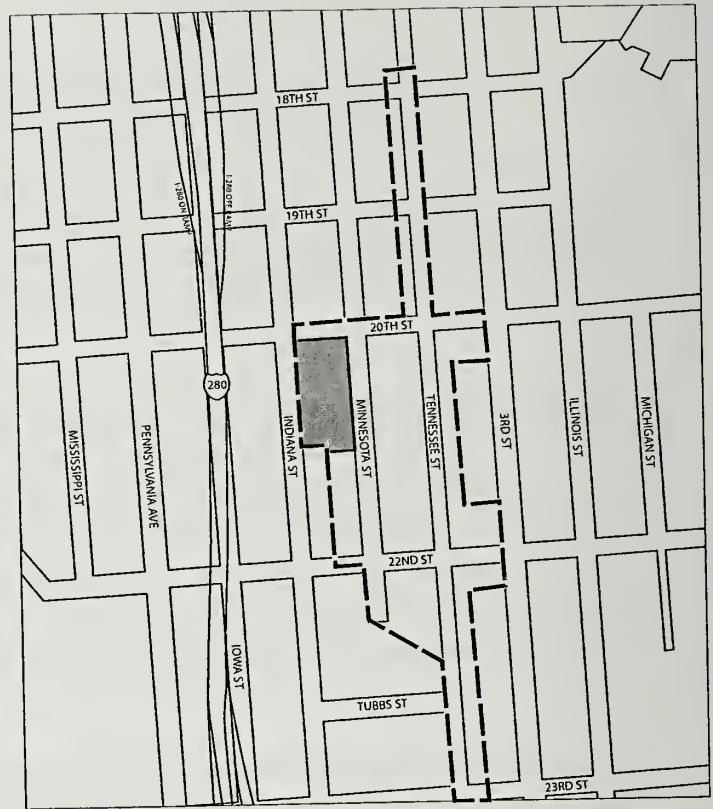 18TH ST
I-280 ON RAMP
I-280 OFF RAMP
19TH ST
20TH ST
280
MISSISSIPPI ST
PENNSYLVANIA AVE
INDIANA ST
MINNESOTA ST
TENNESSEE ST
3RD ST
ILLINOIS ST
MICHIGAN ST
22ND ST
IOWA ST
TUBBS ST
23RD ST